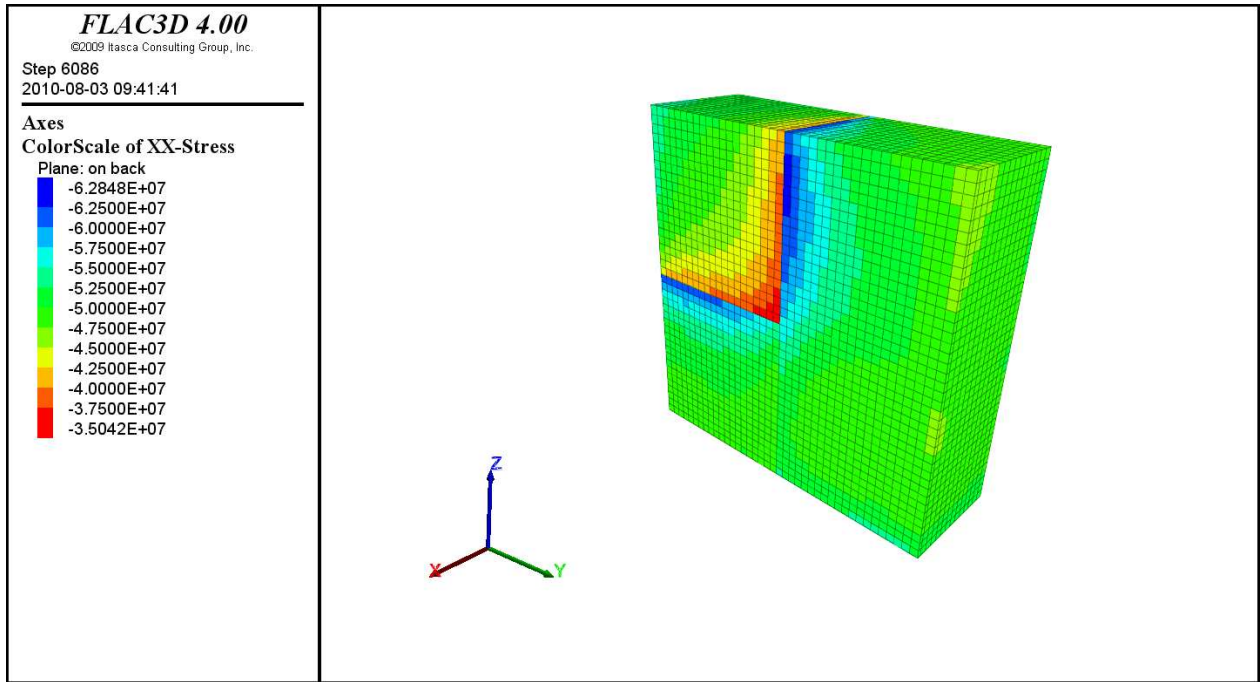 FLAC3D 4.00
©2009 Itasca Consulting Group, Inc.
Step 6086
2010-08-03 09:41:41
Axes
ColorScale of XX-Stress
Plane: on back
-6.2848E+07
-6.2500E+07
-6.0000E+07
-5.7500E+07
-5.5000E+07
-5.2500E+07
-5.0000E+07
-4.7500E+07
-4.5000E+07
-4.2500E+07
-4.0000E+07
-3.7500E+07
-3.5042E+07
Z
X
Y